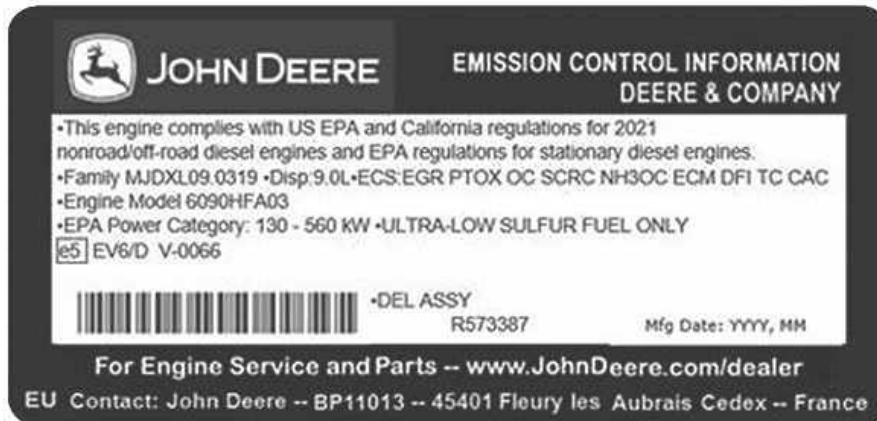 JOHN DEERE
EMISSION CONTROL INFORMATION
DEERE & COMPANY
•This engine complies with US EPA and California regulations for 2021
nonroad/off-road diesel engines and EPA regulations for stationary diesel engines.
•Family MJDXL09.0319 •Disp:9.0L•ECS:EGR PTOX OC SCRC NH3OC ECM DFI TC CAC
•Engine Model 6090HFA03
•EPA Power Category: 130 - 560 kW •ULTRA-LOW SULFUR FUEL ONLY
e5 EV6/D V-0066
•DEL ASSY
R573387
Mfg Date: YYYY, MM
For Engine Service and Parts -- www.JohnDeere.com/dealer
EU Contact: John Deere -- BP11013 -- 45401 Fleury les Aubrais Cedex -- France